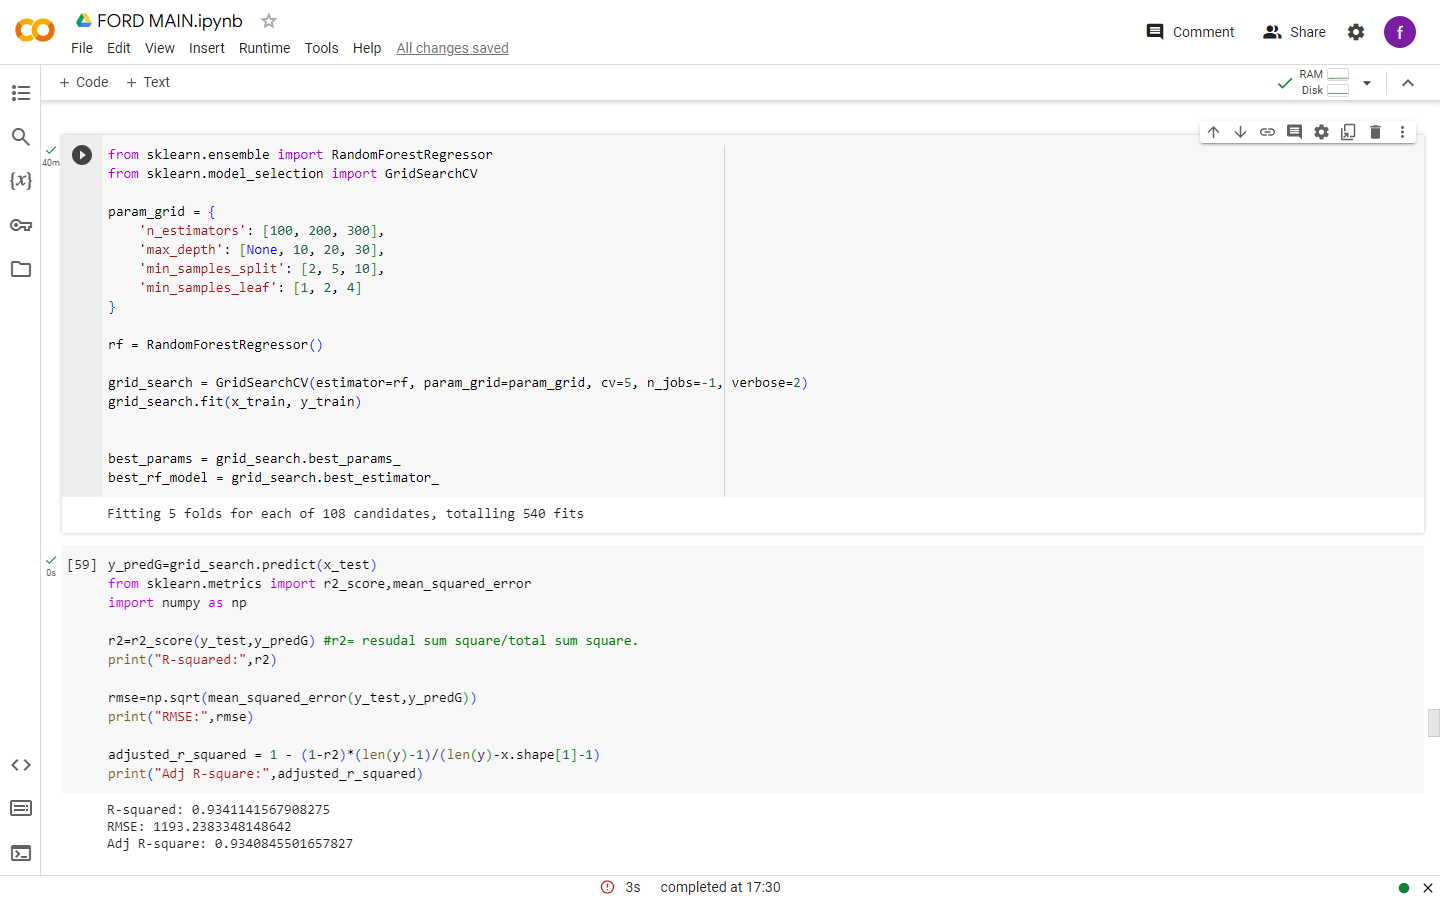 FORD MAIN.ipynb
File Edit View Insert Runtime Tools Help All changes saved
Comment
Share
f
+ Code + Text
RAM
Disk
40m
from sklearn.ensemble import RandomForestRegressor
from sklearn.model_selection import GridSearchCV
param_grid = {
'n_estimators': [100, 200, 300],
'max_depth': [None, 10, 20, 30],
'min_samples_split': [2, 5, 10],
'min_samples_leaf': [1, 2, 4]
}
rf = RandomForestRegressor()
grid_search = GridSearchCV(estimator=rf, param_grid=param_grid, cv=5, n_jobs=-1, verbose=2)
grid_search.fit(x_train, y_train)
best_params = grid_search.best_params_
best_rf_model = grid_search.best_estimator_
Fitting 5 folds for each of 108 candidates, totalling 540 fits
0s
[59] y_predG=grid_search.predict(x_test)
from sklearn.metrics import r2_score,mean_squared_error
import numpy as np
r2=r2_score(y_test,y_predG) #r2= resudal sum square/total sum square.
print("R-squared:",r2)
rmse=np.sqrt(mean_squared_error(y_test,y_predG))
print("RMSE:",rmse)
adjusted_r_squared = 1 - (1-r2)*(len(y)-1)/(len(y)-x.shape[1]-1)
print("Adj R-square:",adjusted_r_squared)
R-squared: 0.9341141567908275
RMSE: 1193.2383348148642
Adj R-square: 0.9340845501657827
3s completed at 17:30